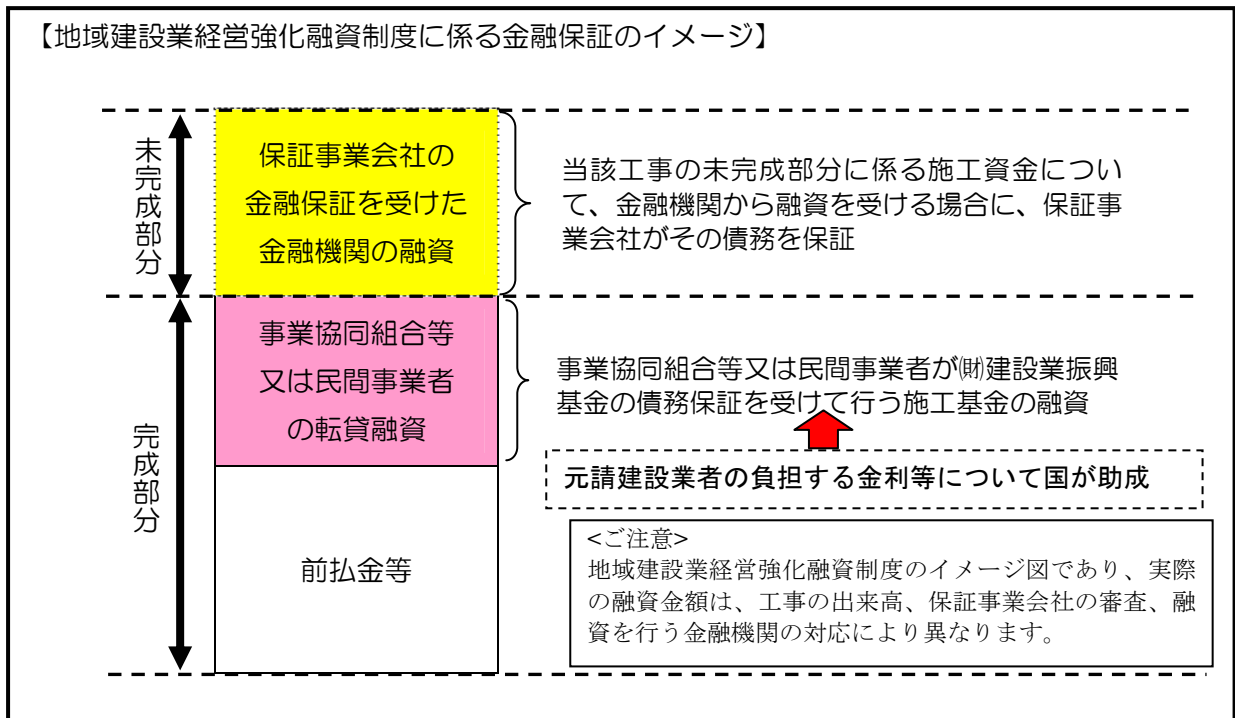 【地域建設業経営強化融資制度に係る金融保証のイメージ】
未完成部分
保証事業会社の
金融保証を受けた
金融機関の融資
当該工事の未完成部分に係る施工資金につい
て、金融機関から融資を受ける場合に、保証事
業会社がその債務を保証
完成部分
事業協同組合等
又は民間事業者
の転貸融資
事業協同組合等又は民間事業者が㈶建設業振興
基金の債務保証を受けて行う施工基金の融資
元請建設業者の負担する金利等について国が助成
前払金等
<ご注意>
地域建設業経営強化融資制度のイメージ図であり、実際
の融資金額は、工事の出来高、保証事業会社の審査、融
資を行う金融機関の対応により異なります。